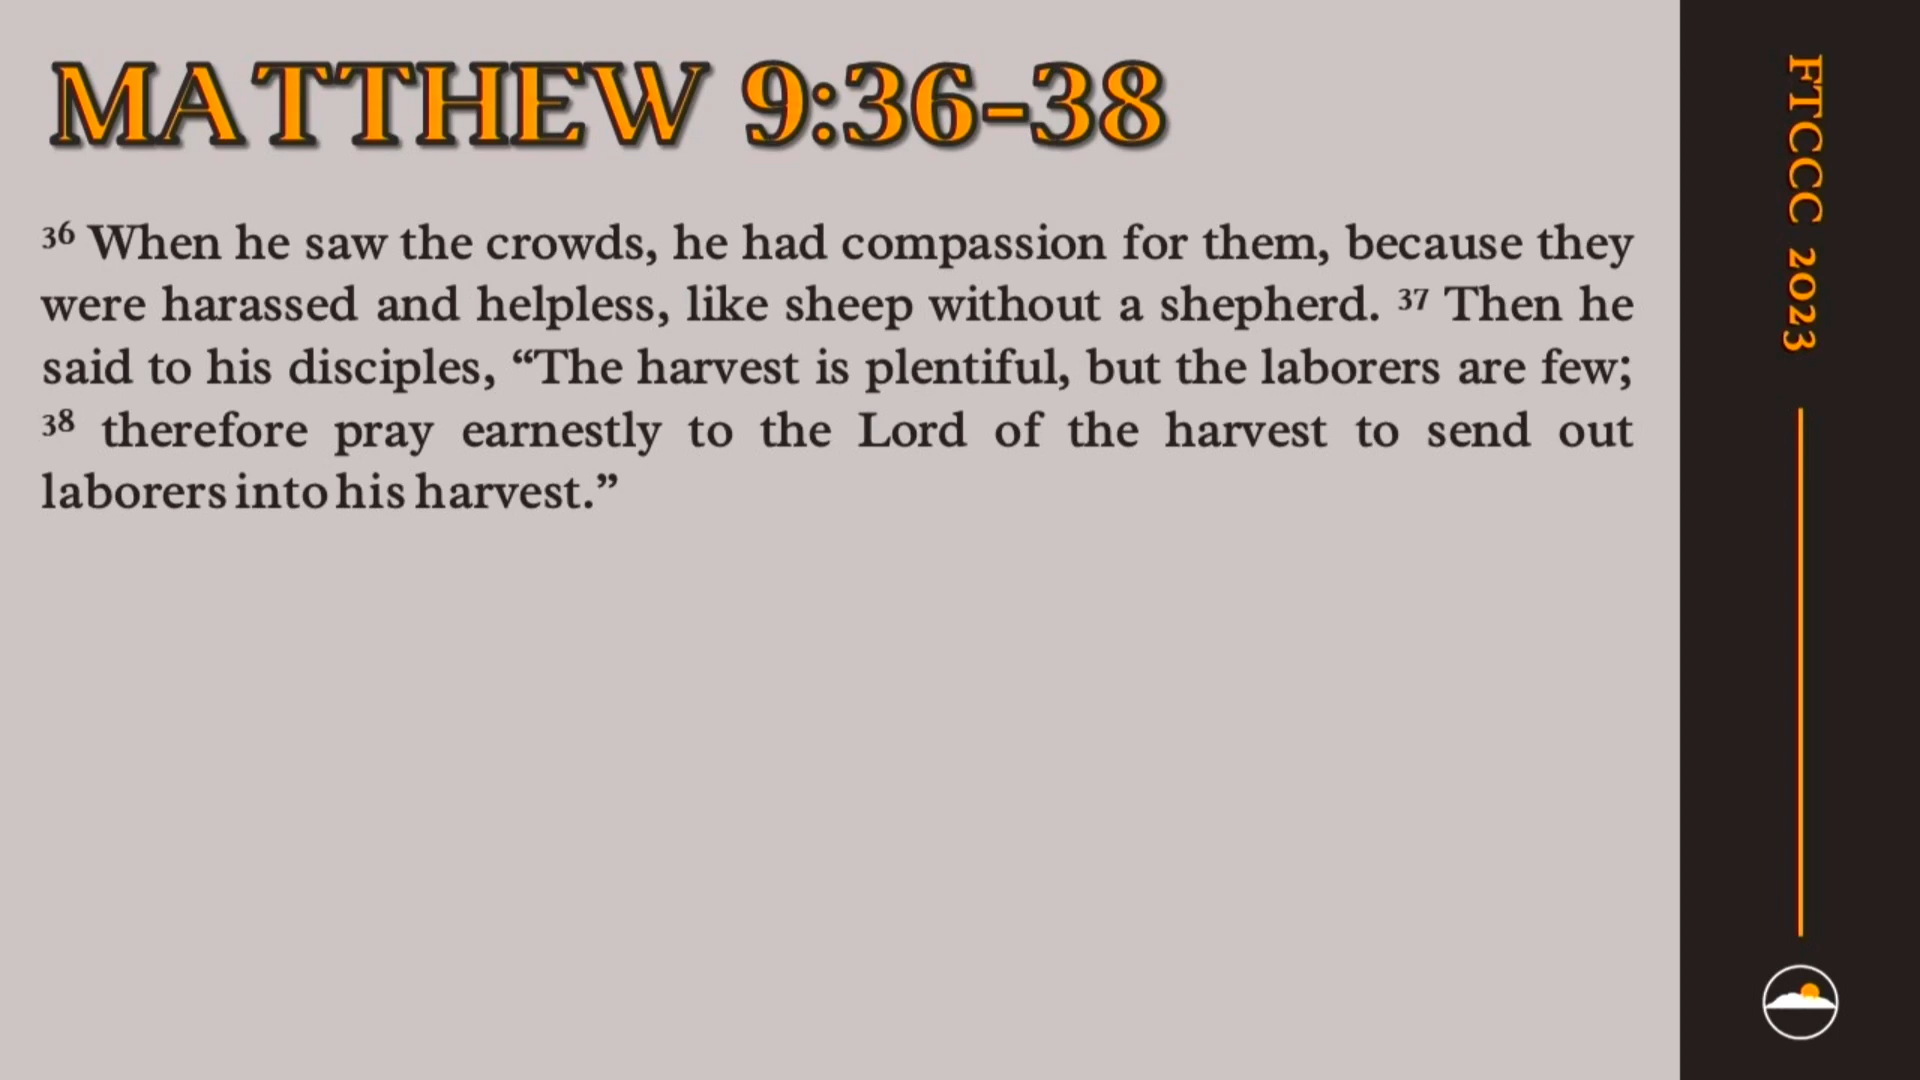 MATTHEW 9:36-38
³⁶ When he saw the crowds, he had compassion for them, because they
were harassed and helpless, like sheep without a shepherd. ³⁷ Then he
said to his disciples, “The harvest is plentiful, but the laborers are few;
³⁸ therefore pray earnestly to the Lord of the harvest to send out
laborers into his harvest.”
FTCCC 2023